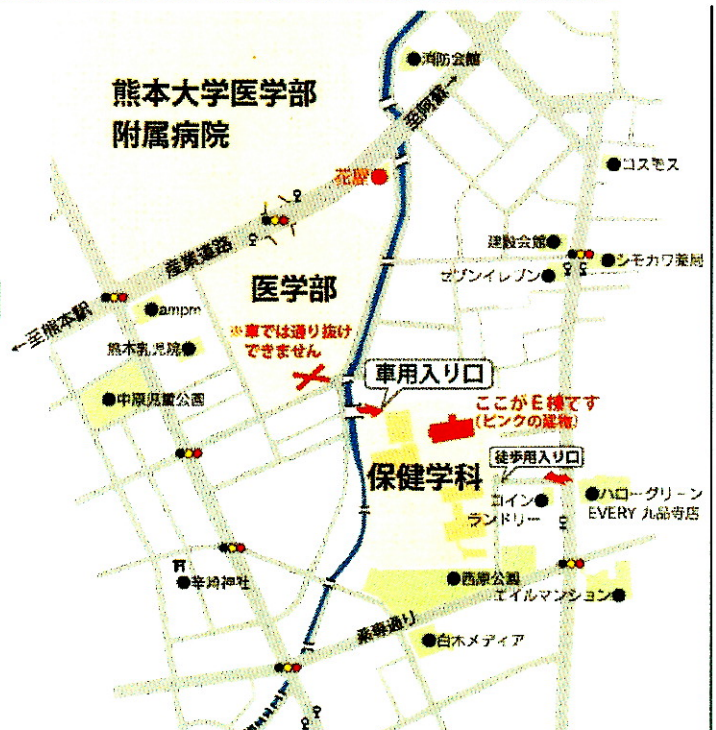 熊本大学医学部
附属病院
消防会館
至阿蘇→
コスモス
花屋
建設会館
シモカワ薬局
セブンイレブン
産業道路
医学部
←至熊本駅
ampm
※車では通り抜け
できません
熊本乳児院
車用入り口
中原児童公園
ここがE棟です
(ピンクの建物)
保健学科
徒歩用入り口
コイン
ランドリー
ハローグリーン
EVERY 九品寺店
西原公園
エイルマンション
薬専通り
白木メディア